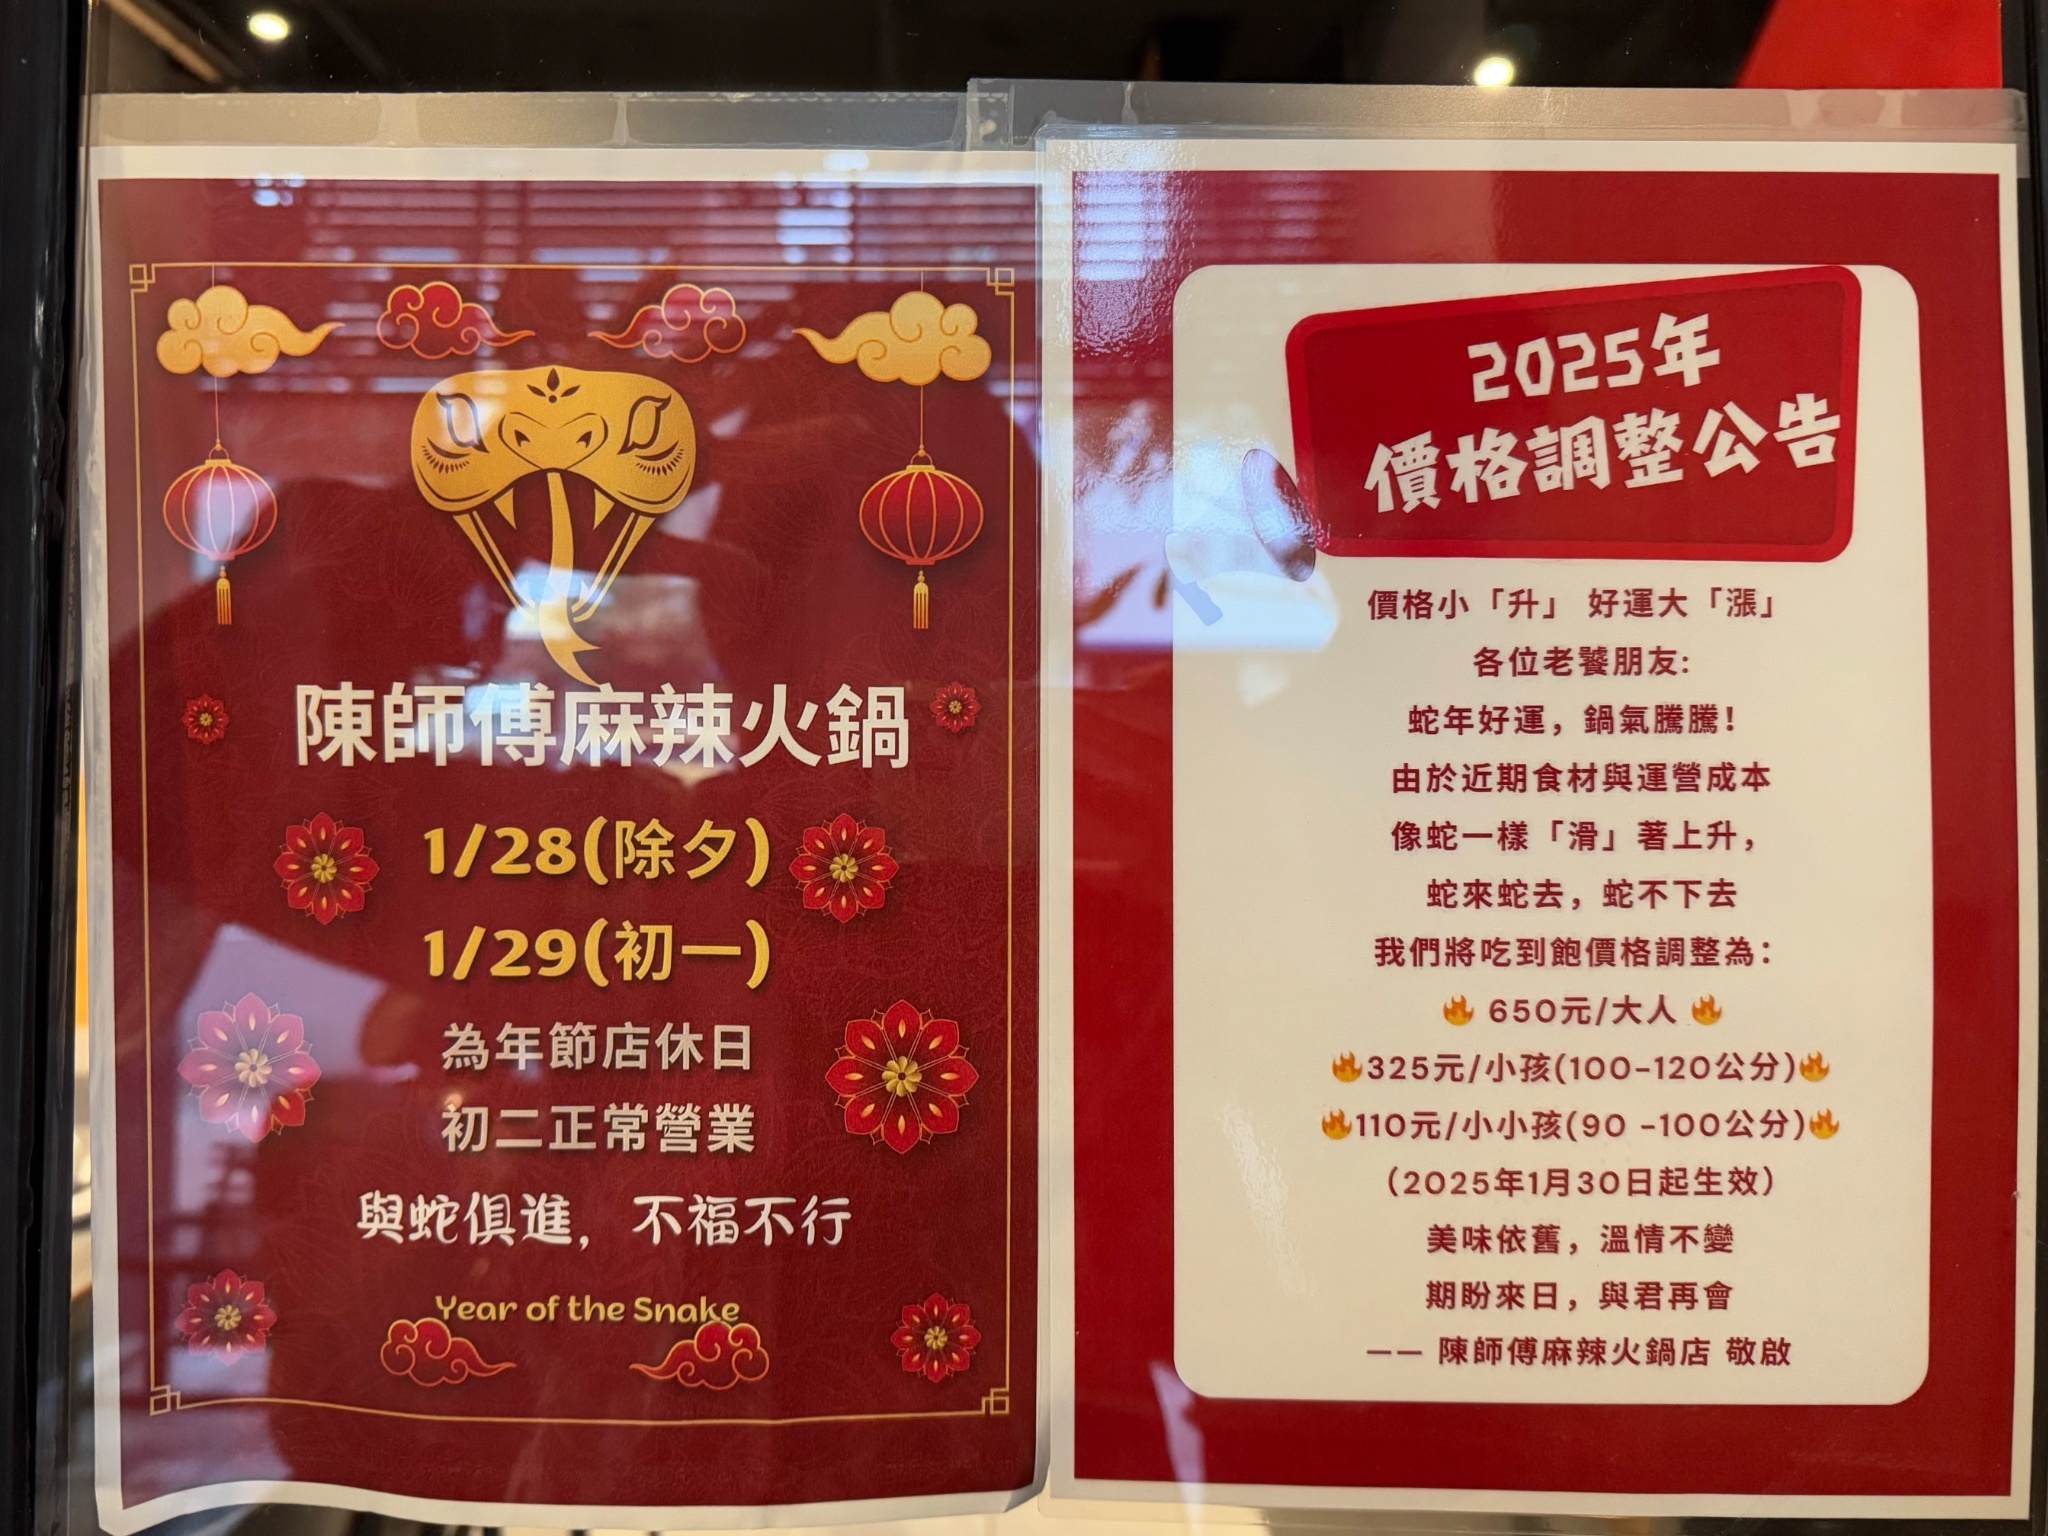 陳師傅麻辣火鍋
1/28(除夕)
1/29(初一)
為年節店休日
初二正常營業
與蛇俱進, 不福不行
Year of the Snake
2025年
價格調整公告
價格小「升」 好運大「漲」
各位老饕朋友:
蛇年好運，鍋氣騰騰！
由於近期食材與運營成本
像蛇一樣「滑」著上升，
蛇來蛇去，蛇不下去
我們將吃到飽價格調整為：
🔥 650元/大人 🔥
🔥325元/小孩(100-120公分)🔥
🔥110元/小小孩(90 -100公分)🔥
（2025年1月30日起生效）
美味依舊，溫情不變
期盼來日，與君再會
—— 陳師傅麻辣火鍋店 敬啟